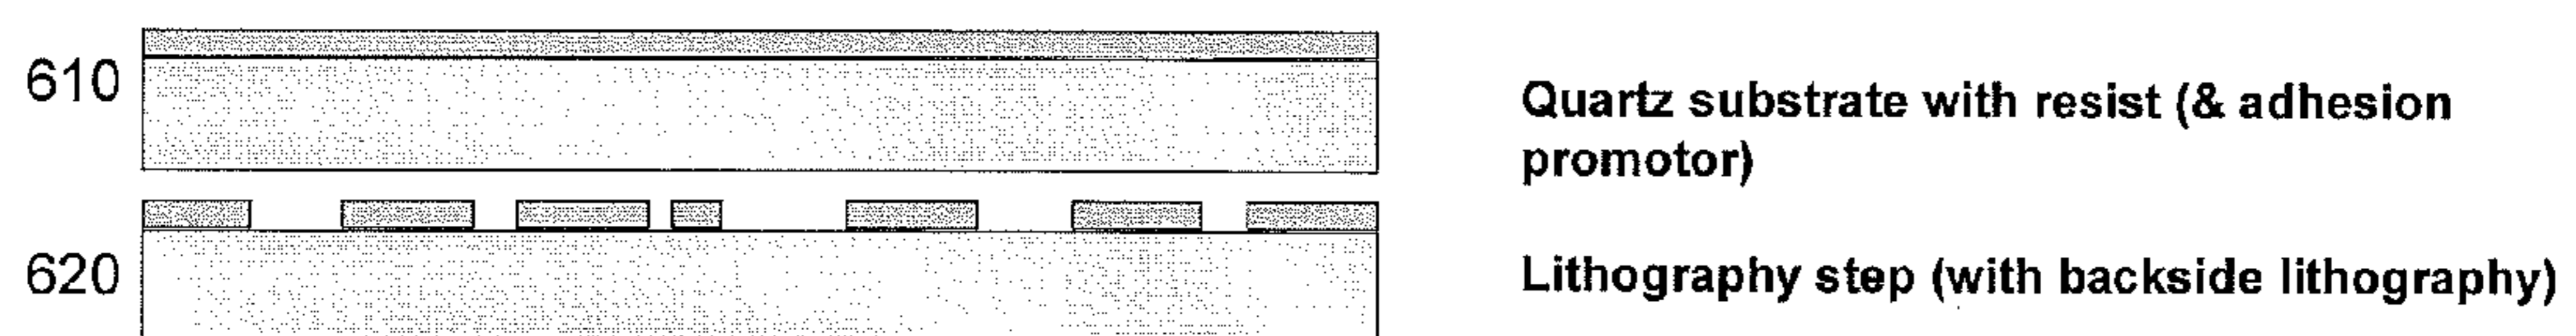 610
Quartz substrate with resist (& adhesion
promotor)
620
Lithography step (with backside lithography)